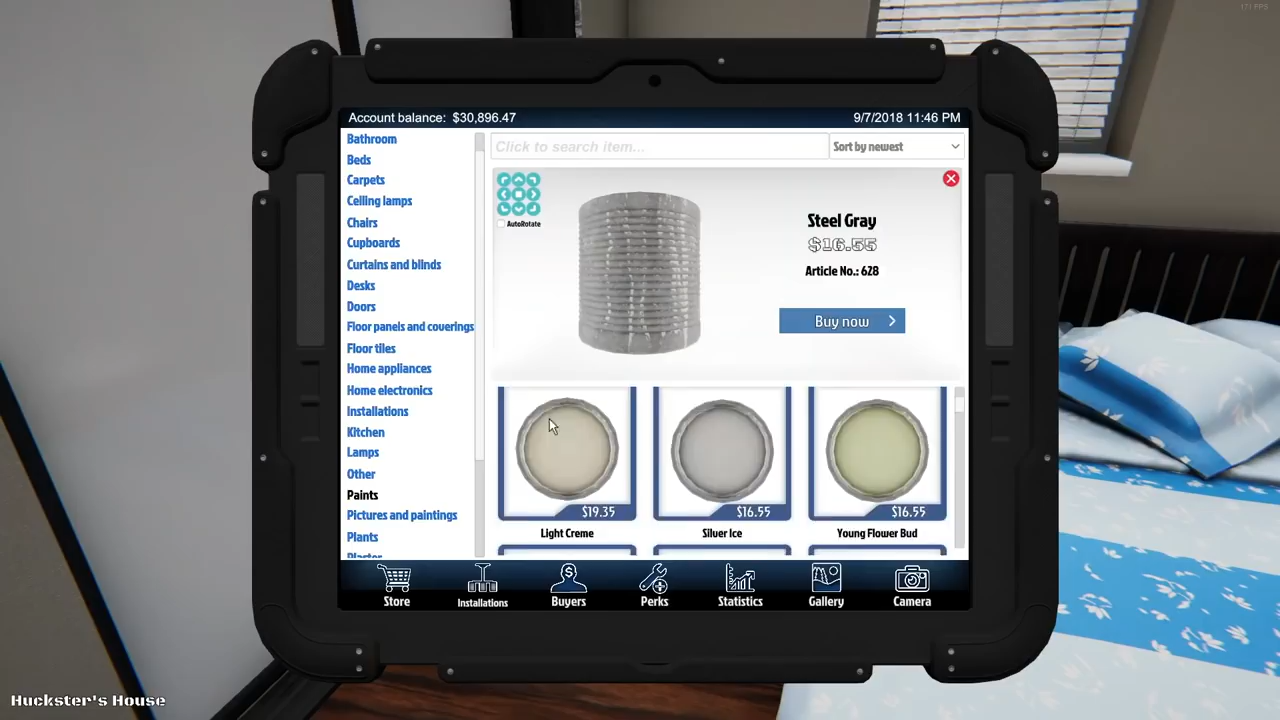 Account balance: $30,896.47
9/7/2018 11:46 PM
Bathroom
Beds
Carpets
Ceiling lamps
Chairs
Cupboards
Curtains and blinds
Desks
Doors
Floor panels and coverings
Floor tiles
Home appliances
Home electronics
Installations
Kitchen
Lamps
Other
Paints
Pictures and paintings
Plants
Plaster
Click to search item...
Sort by newest
AutoRotate
Steel Gray
$16.55
Article No.: 628
Buy now
$19.35
$16.55
$16.55
Light Creme
Silver Ice
Young Flower Bud
Store
Installations
Buyers
Perks
Statistics
Gallery
Camera
Huckster's House